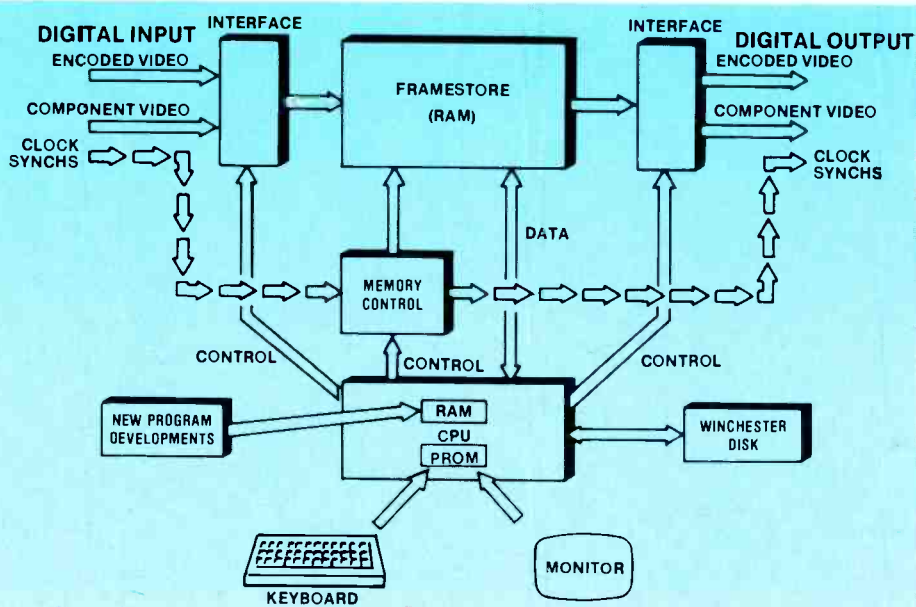 INTERFACE
DIGITAL INPUT
ENCODED VIDEO
COMPONENT VIDEO
CLOCK
SYNCHS
FRAMESTORE
(RAM)
INTERFACE
DIGITAL OUTPUT
ENCODED VIDEO
COMPONENT VIDEO
CLOCK
SYNCHS
DATA
MEMORY
CONTROL
CONTROL
CONTROL
CONTROL
NEW PROGRAM
DEVELOPMENTS
RAM
CPU
PROM
WINCHESTER
DISK
KEYBOARD
MONITOR